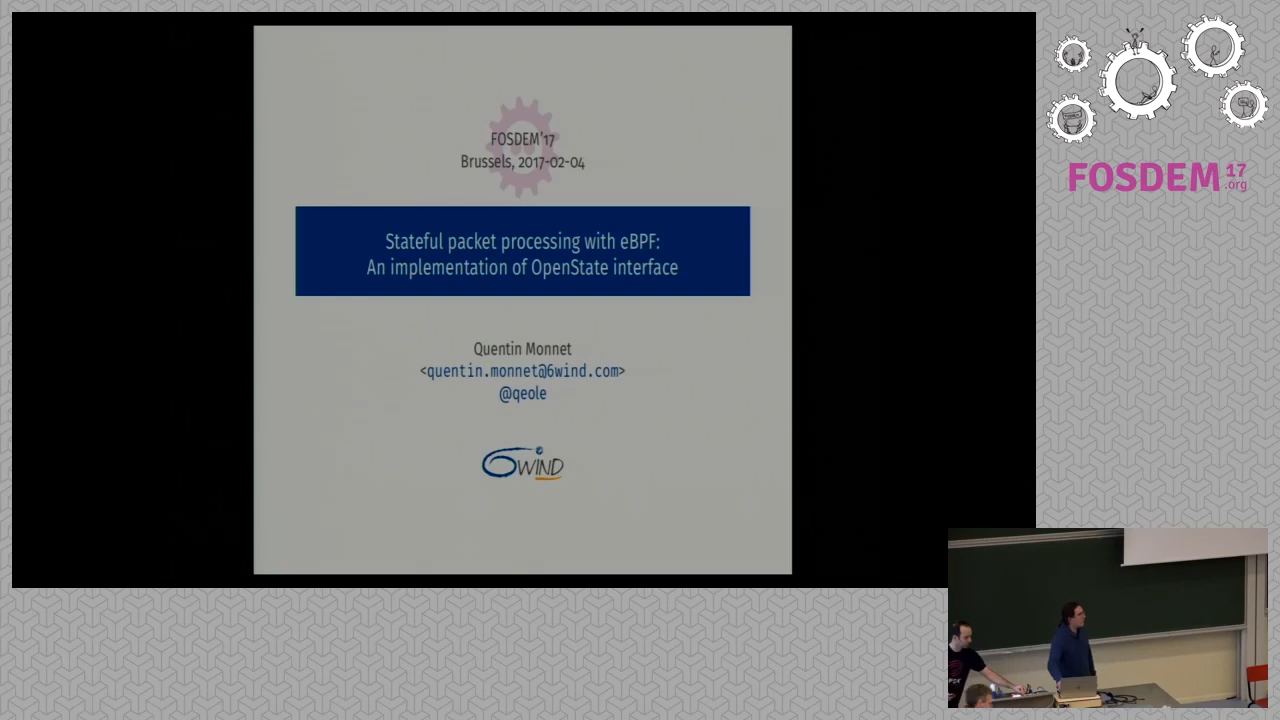 FOSDEM'17
Brussels, 2017-02-04
Stateful packet processing with eBPF:
An implementation of OpenState interface
Quentin Monnet
<quentin.monnet@6wind.com>
@qeole
6WIND
FOSDEM 17
.org